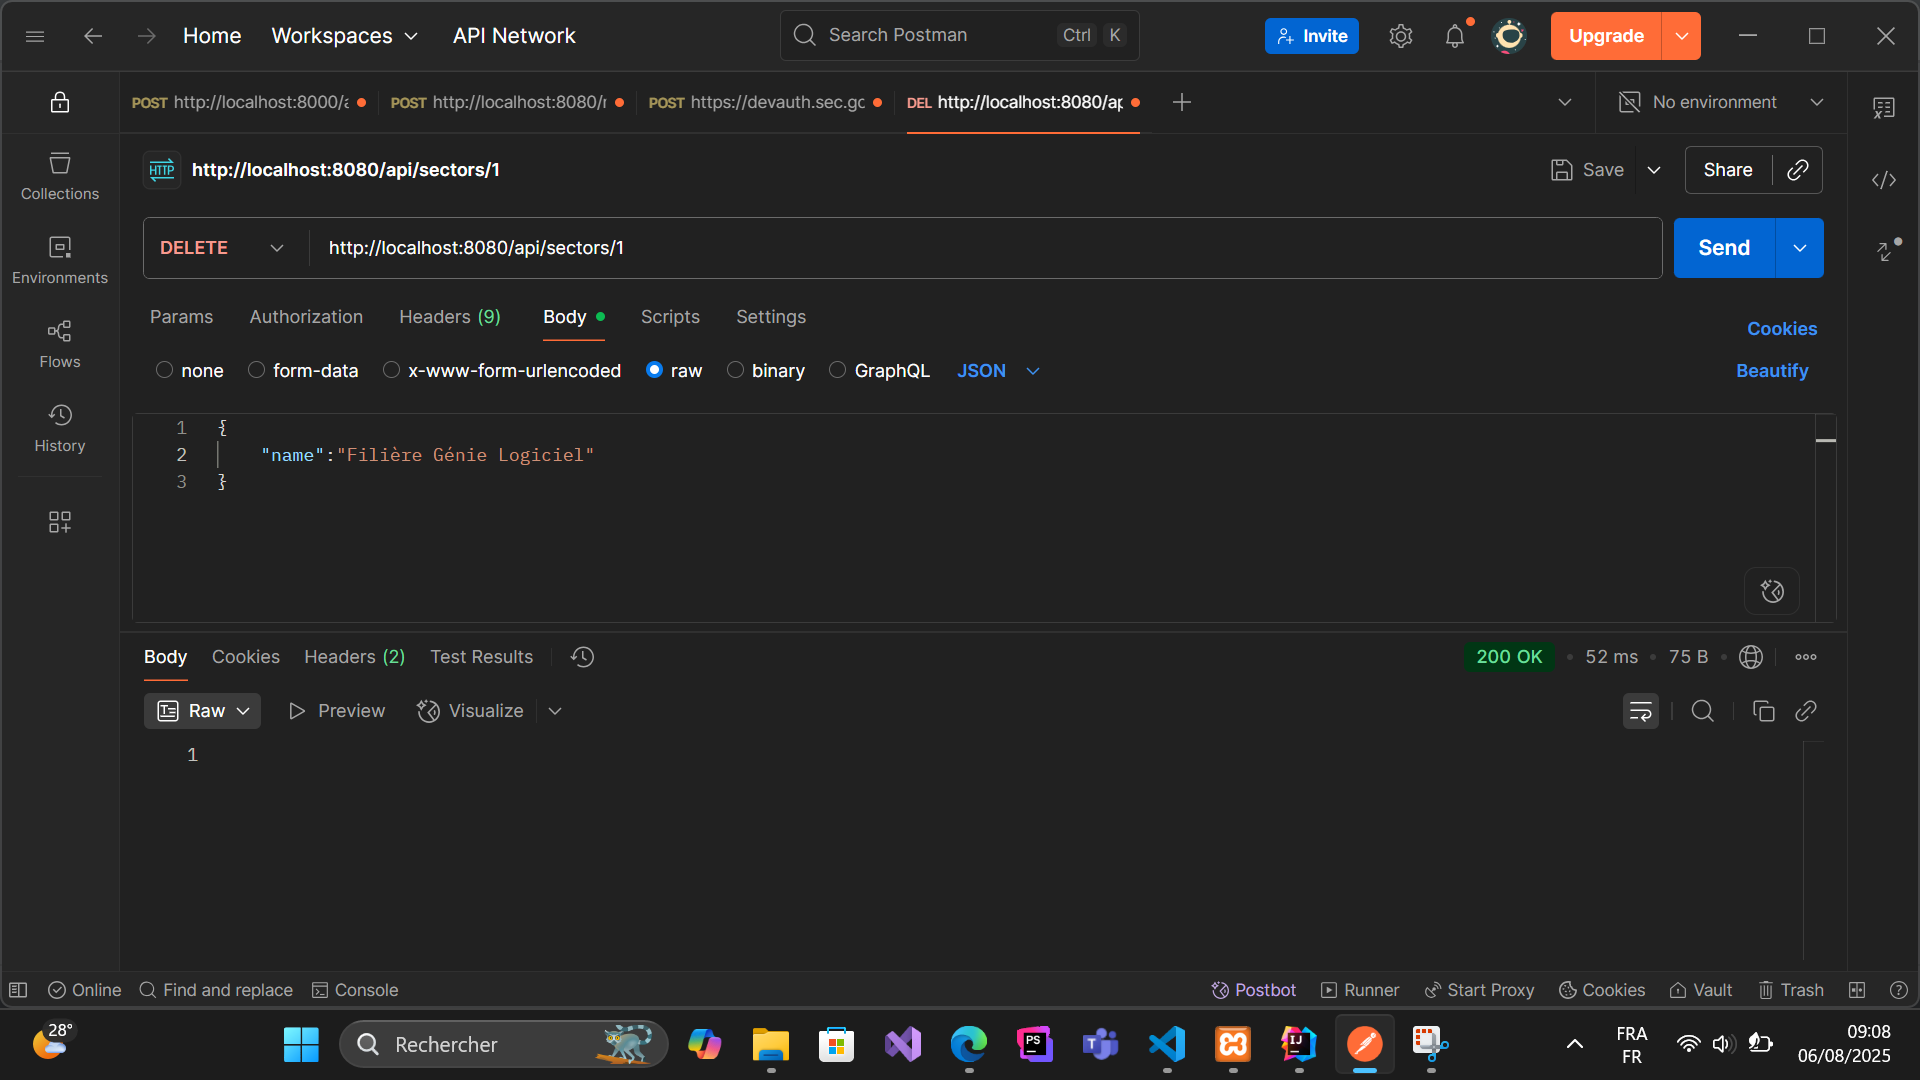 Home Workspaces API Network Search Postman Ctrl K Invite Upgrade
POST http://localhost:8000/a POST http://localhost:8080/r POST https://devauth.sec.gc DEL http://localhost:8080/ap No environment
HTTP http://localhost:8080/api/sectors/1 Save Share
Collections
DELETE http://localhost:8080/api/sectors/1 Send
Environments
Params Authorization Headers (9) Body Scripts Settings Cookies
Flows
none form-data x-www-form-urlencoded raw binary GraphQL JSON Beautify
History
1 {
2 "name":"Filière Génie Logiciel"
3 }
Body Cookies Headers (2) Test Results 200 OK • 52 ms • 75 B •
Raw Preview Visualize
1
Online Find and replace Console Postbot Runner Start Proxy Cookies Vault Trash
28° Rechercher PS T IJ FRA 09:08
FR 06/08/2025